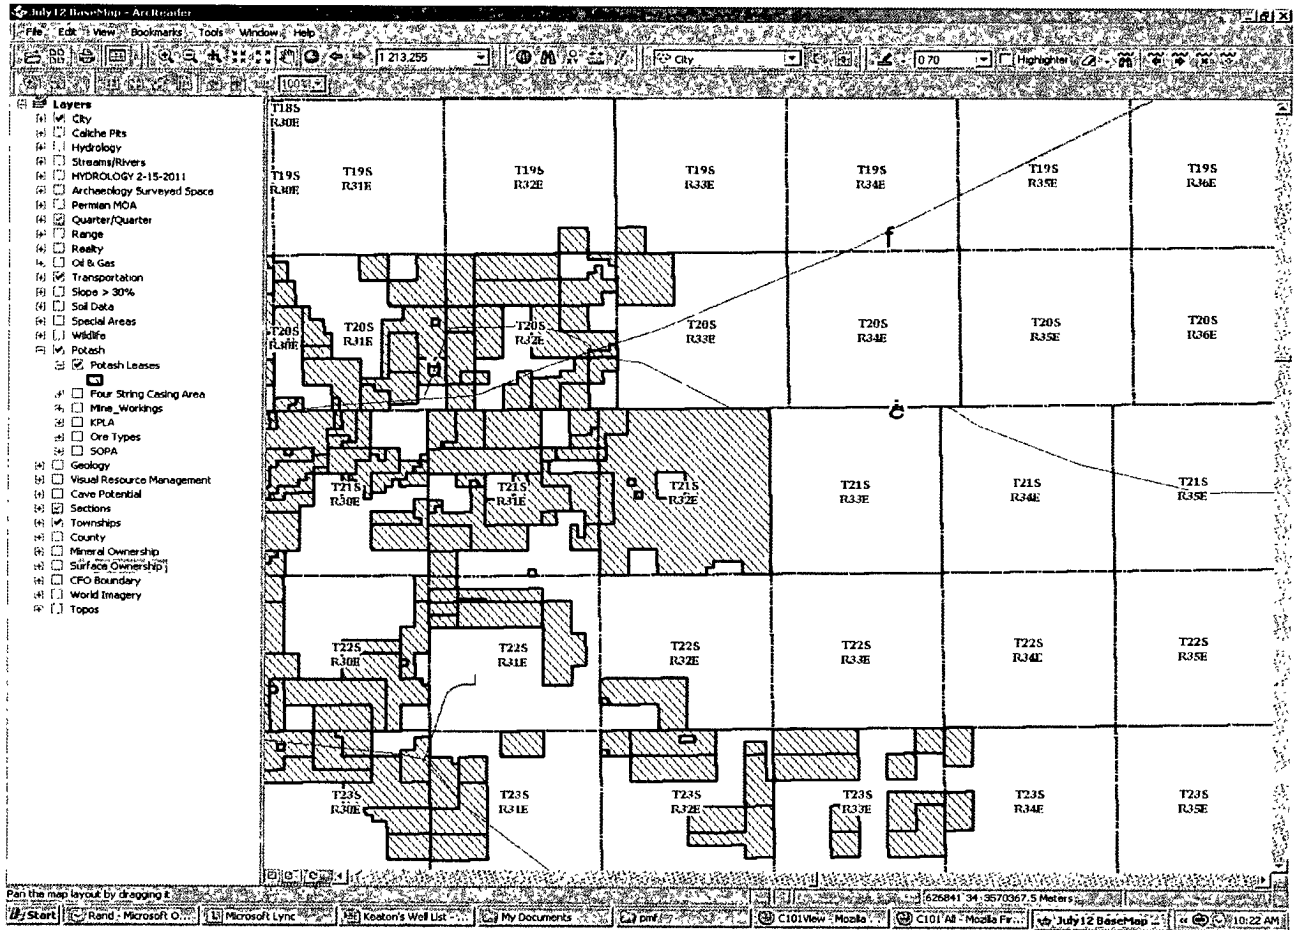 July12 BaseMap - ArcReader
File Edit View Bookmarks Tools Window Help
1 213,255 City 0 70 Highlighter
100%
Layers
City
Caliche Pits
Hydrology
Streams/Rivers
HYDROLOGY 2-15-2011
Archaeology Surveyed Space
Permian MOA
Quarter/Quarter
Range
Realty
Oil & Gas
Transportation
Slope > 30%
Soil Data
Special Areas
Wildlife
Potash
Potash Leases
Four String Casing Area
Mine_Workings
KPLA
Ore Types
SOPA
Geology
Visual Resource Management
Cave Potential
Sections
Townships
County
Mineral Ownership
Surface Ownership
CFO Boundary
World Imagery
Topos
T18S
R30E
T19S T19S T19S T19S T19S T19S T19S
R30E R31E R32E R33E R34E R35E R36E
T20S T20S T20S T20S T20S T20S T20S
R30E R31E R32E R33E R34E R35E R36E
T21S T21S T21S T21S T21S T21S
R30E R31E R32E R33E R34E R35E
T22S T22S T22S T22S T22S T22S
R30E R31E R32E R33E R34E R35E
T23S T23S T23S T23S T23S T23S
R30E R31E R32E R33E R34E R35E
Pan the map layout by dragging it
626841 34 3570367.5 Meters
Start Rand - Microsoft O... Microsoft Lync Keaton's Well List - ... My Documents pmf C101View - Mozilla ... C101 All - Mozilla Fir... July12 BaseMap - ... 10:22 AM